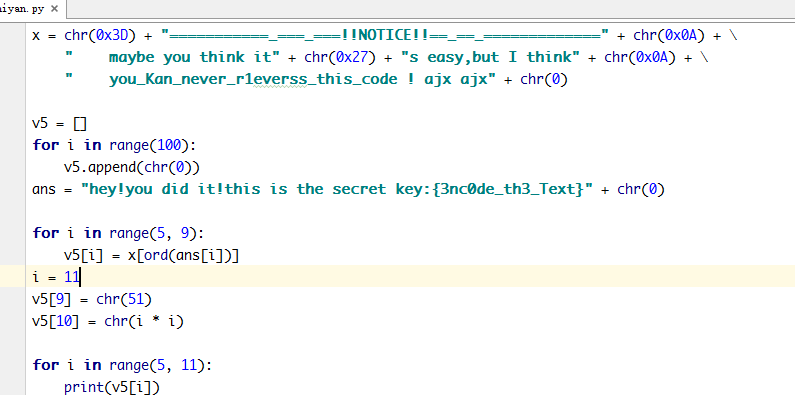 aiyan.py ×
x = chr(0x3D) + "===========_===_===!!NOTICE!!==_==_=============" + chr(0x0A) + \
    "    maybe you think it" + chr(0x27) + "s easy,but I think" + chr(0x0A) + \
    "    you_Kan_never_r1everss_this_code ! ajx ajx" + chr(0)
v5 = []
for i in range(100):
    v5.append(chr(0))
ans = "hey!you did it!this is the secret key:{3nc0de_th3_Text}" + chr(0)
for i in range(5, 9):
    v5[i] = x[ord(ans[i])]
i = 11
v5[9] = chr(51)
v5[10] = chr(i * i)
for i in range(5, 11):
    print(v5[i])